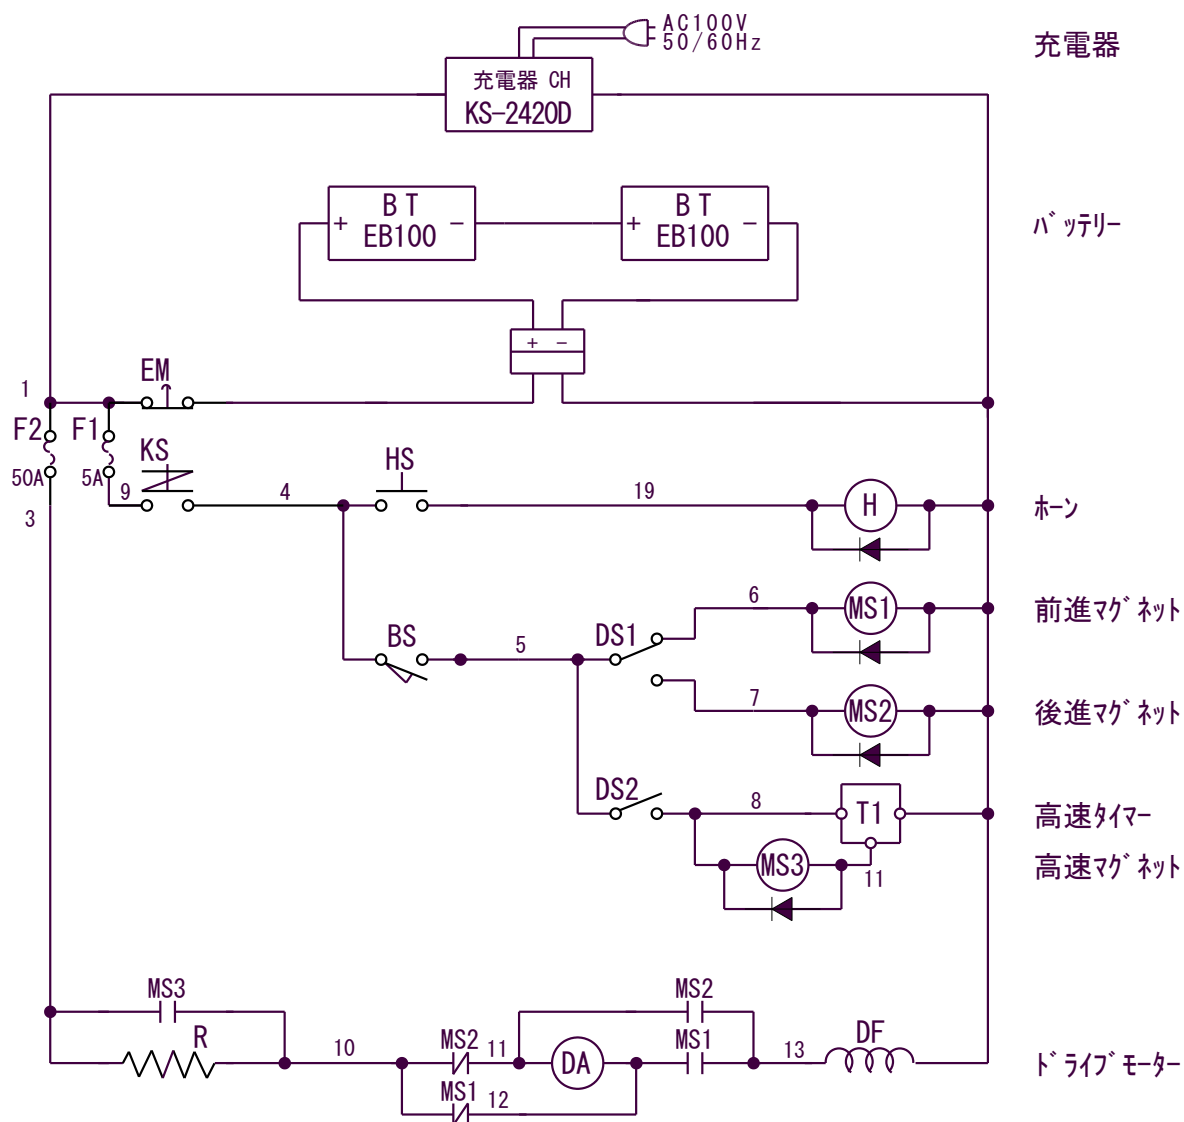 AC100V
50/60Hz
充電器
充電器 CH
KS-2420D
BT
EB100
+
−
BT
EB100
+
−
バッテリー
+ −
1
EM
F2
F1
50A
5A
KS
9
4
HS
19
H
ホーン
3
6
MS1
前進マグネット
BS
5
DS1
7
MS2
後進マグネット
DS2
8
T1
高速タイマー
MS3
11
高速マグネット
MS3
MS2
R
10
MS2
11
DA
MS1
13
DF
ドライブモーター
MS1
12